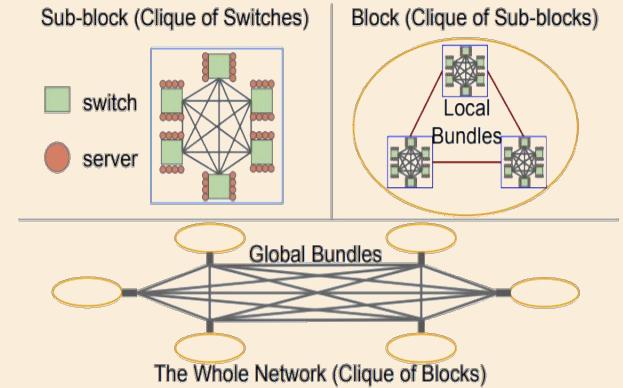 Sub-block (Clique of Switches)
Block (Clique of Sub-blocks)
switch
server
Local
Bundles
Global Bundles
The Whole Network (Clique of Blocks)